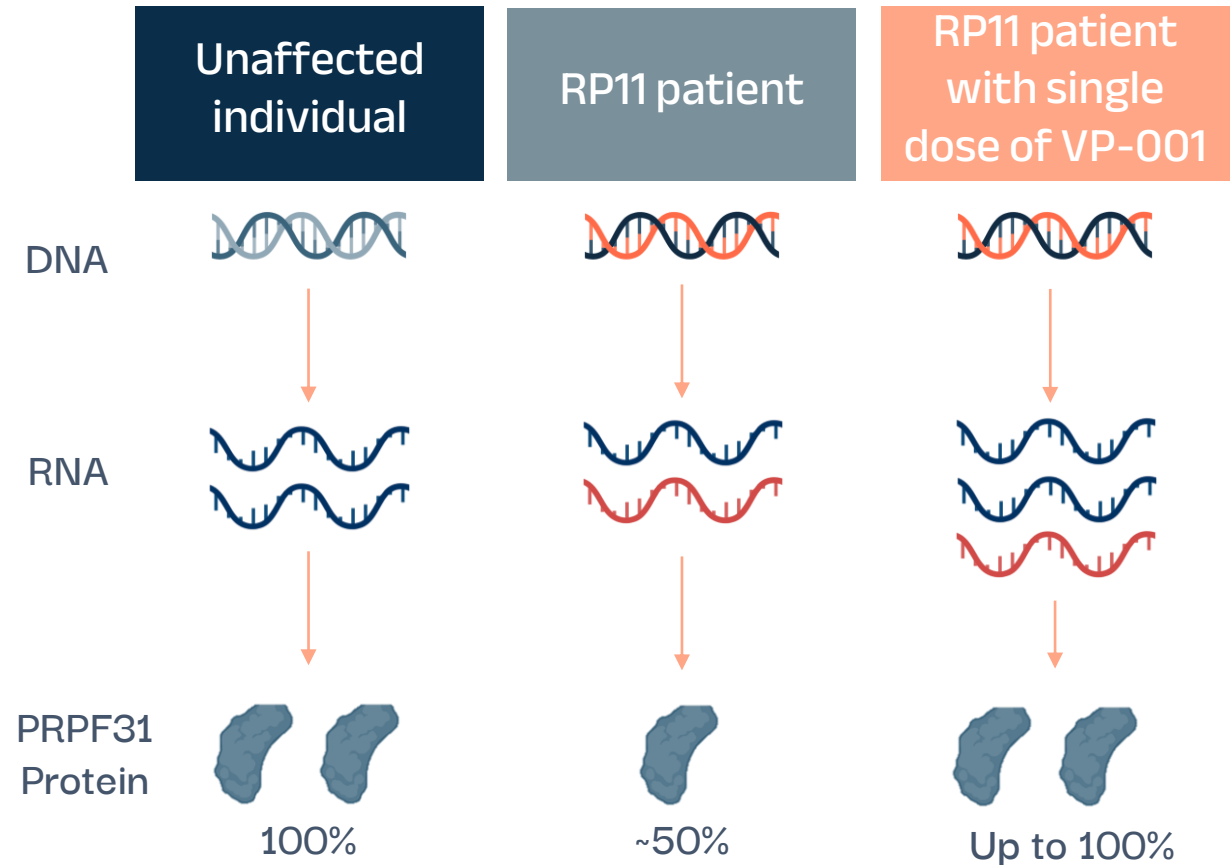 Unaffected
individual
RP11 patient
RP11 patient
with single
dose of VP-001
DNA
RNA
PRPF31
Protein
100%
~50%
Up to 100%